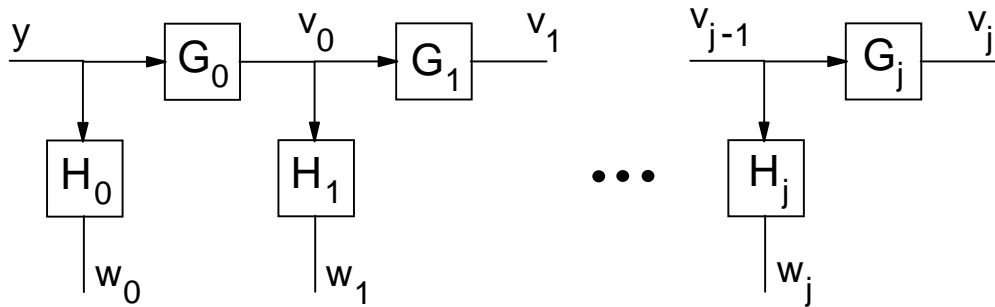 y
G₀
v₀
G₁
v₁
vⱼ₋₁
Gⱼ
vⱼ
H₀
H₁
•••
Hⱼ
w₀
w₁
wⱼ